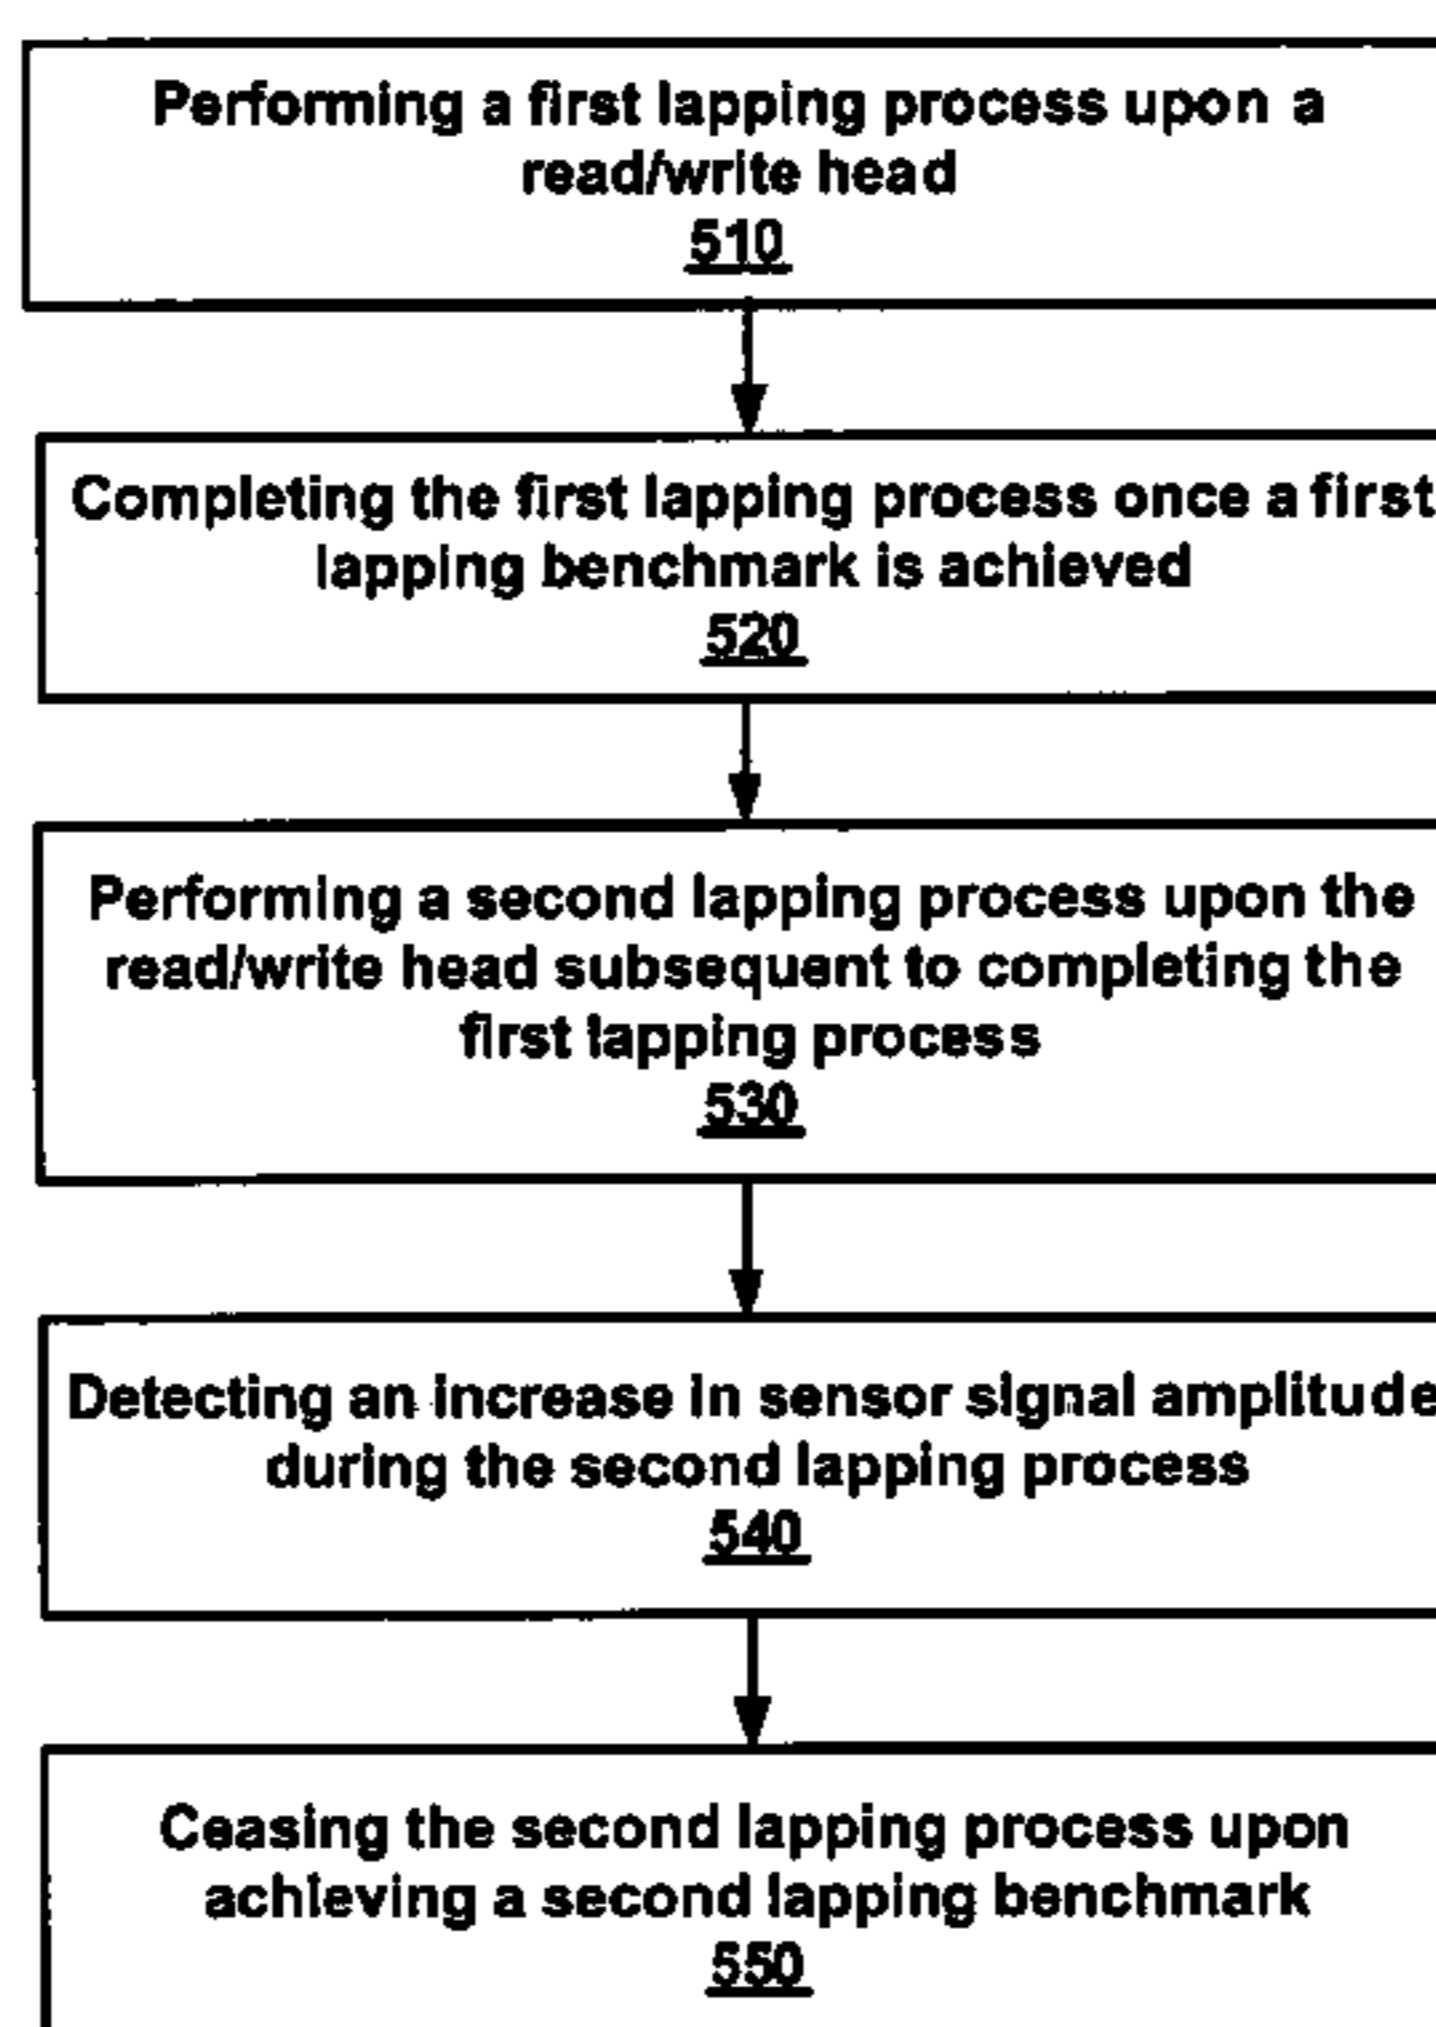 Performing a first lapping process upon a
read/write head
510
Completing the first lapping process once a first
lapping benchmark is achieved
520
Performing a second lapping process upon the
read/write head subsequent to completing the
first lapping process
530
Detecting an increase in sensor signal amplitude
during the second lapping process
540
Ceasing the second lapping process upon
achieving a second lapping benchmark
550